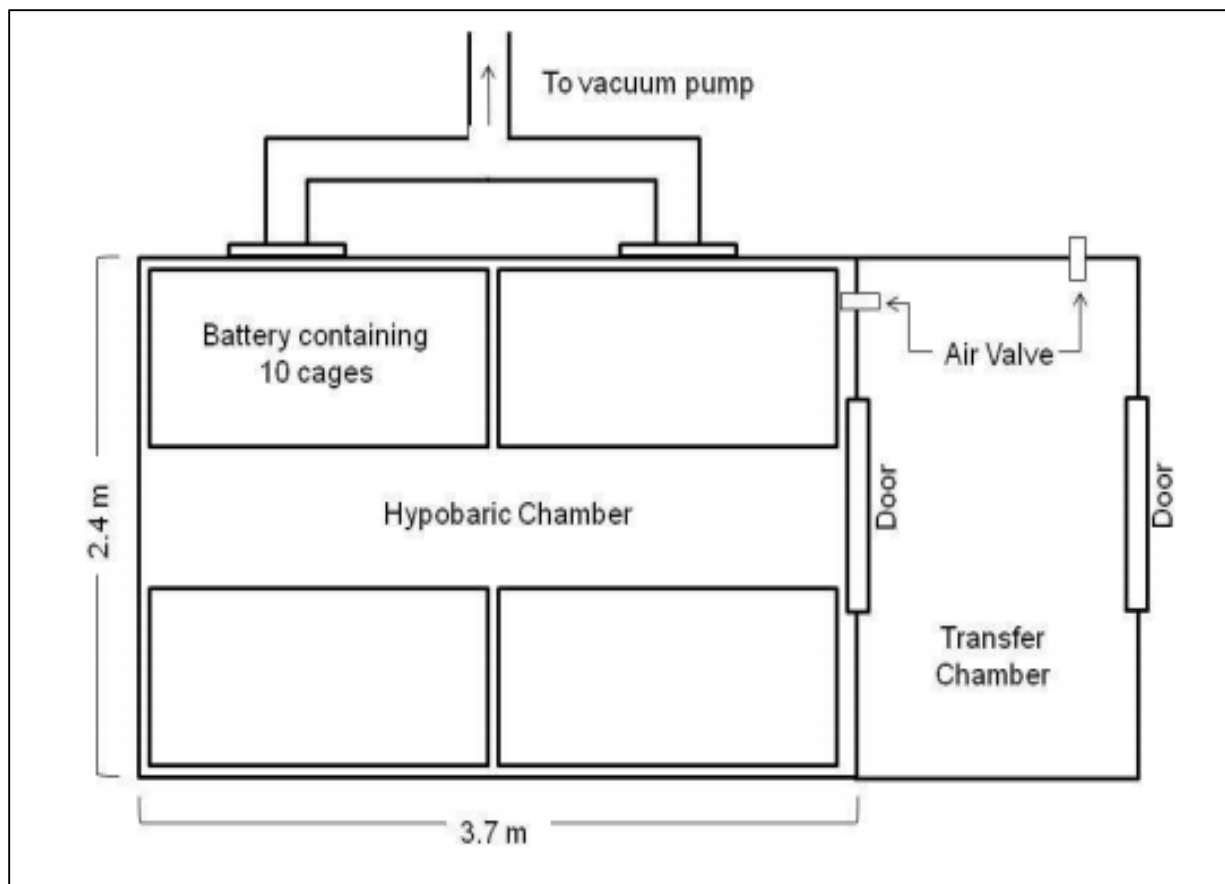 To vacuum pump
Battery containing
10 cages
Air Valve
2.4 m
Hypobaric Chamber
Door
Door
Transfer
Chamber
3.7 m